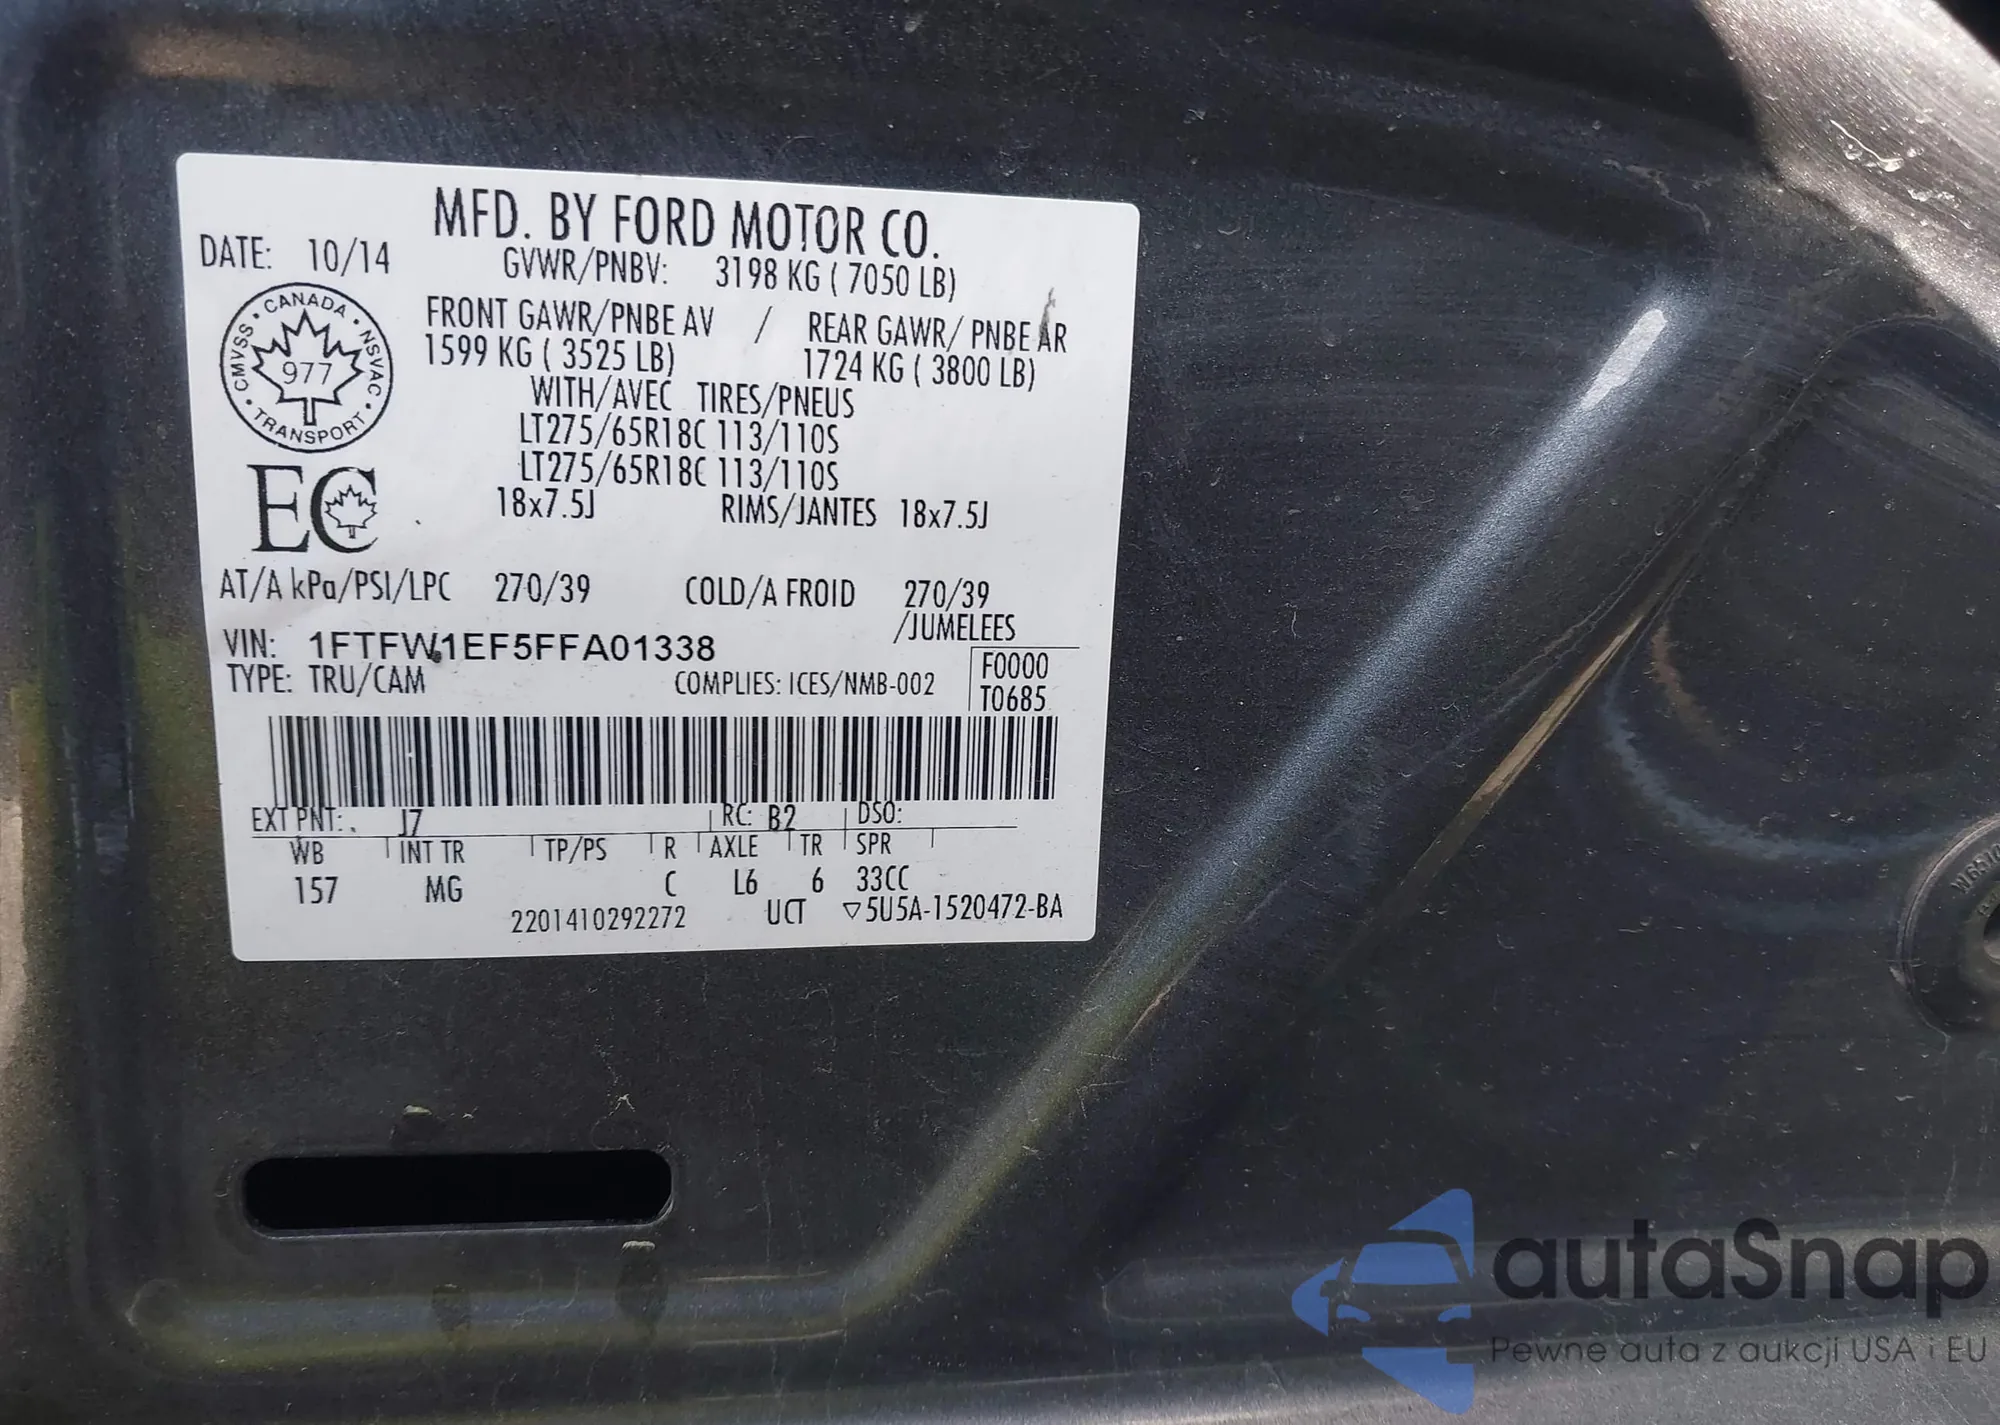 MFD. BY FORD MOTOR CO.
DATE: 10/14 GVWR/PNBV: 3198 KG ( 7050 LB)
FRONT GAWR/PNBE AV / REAR GAWR/ PNBE AR
1599 KG ( 3525 LB) 1724 KG ( 3800 LB)
WITH/AVEC TIRES/PNEUS
LT275/65R18C 113/110S
LT275/65R18C 113/110S
18x7.5J RIMS/JANTES 18x7.5J
CANADA • NSVAC • TRANSPORT • CMVSS •
977
EC
AT/A kPa/PSI/LPC 270/39 COLD/A FROID 270/39
/JUMELEES
VIN: 1FTFW1EF5FFA01338
TYPE: TRU/CAM COMPLIES: ICES/NMB-002
F0000
T0685
EXT PNT: J7 RC: B2 DSO:
WB INT TR TP/PS R AXLE TR SPR
157 MG C L6 6 33CC
2201410292272 UCT ▽5U5A-1520472-BA
autaSnap
Pewne auta z aukcji USA i EU